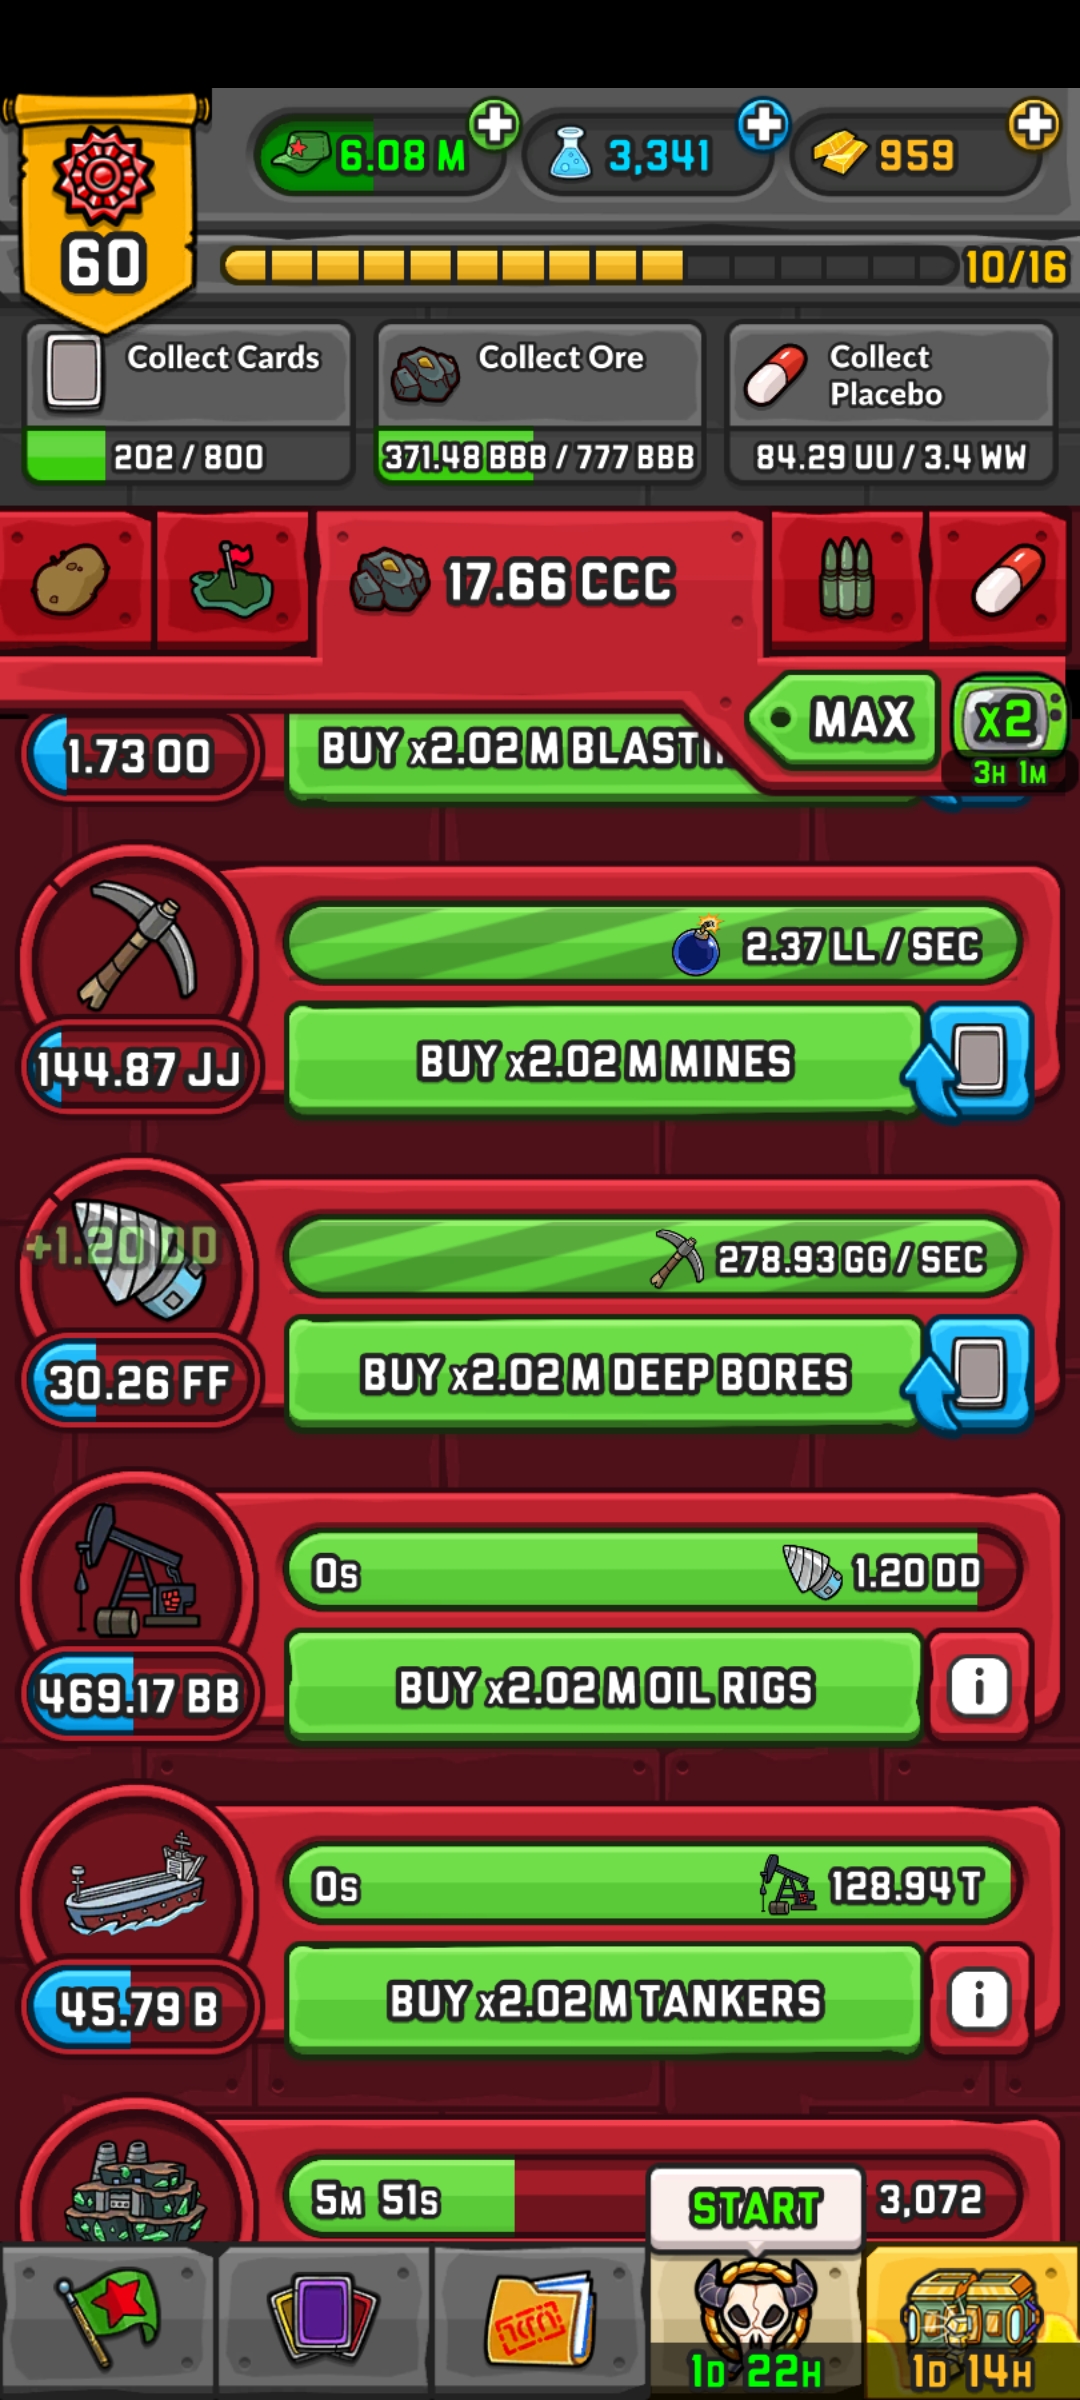 6.08 M
3,341
959
60
10/16
Collect Cards
202 / 800
Collect Ore
371.48 BBB / 777 BBB
Collect
Placebo
84.29 UU / 3.4 WW
17.66 CCC
MAX
x2
3H 1M
1.73 OO
BUY x2.02 M
2.37 LL / SEC
144.87 JJ
BUY x2.02 M MINES
+1.20 DD
278.93 GG / SEC
30.26 FF
BUY x2.02 M DEEP BORES
0s
1.20 DD
469.17 BB
BUY x2.02 M OIL RIGS
i
0s
128.94 T
45.79 B
BUY x2.02 M TANKERS
i
5M 51s
3,072
START
1D 22H
1D 14H